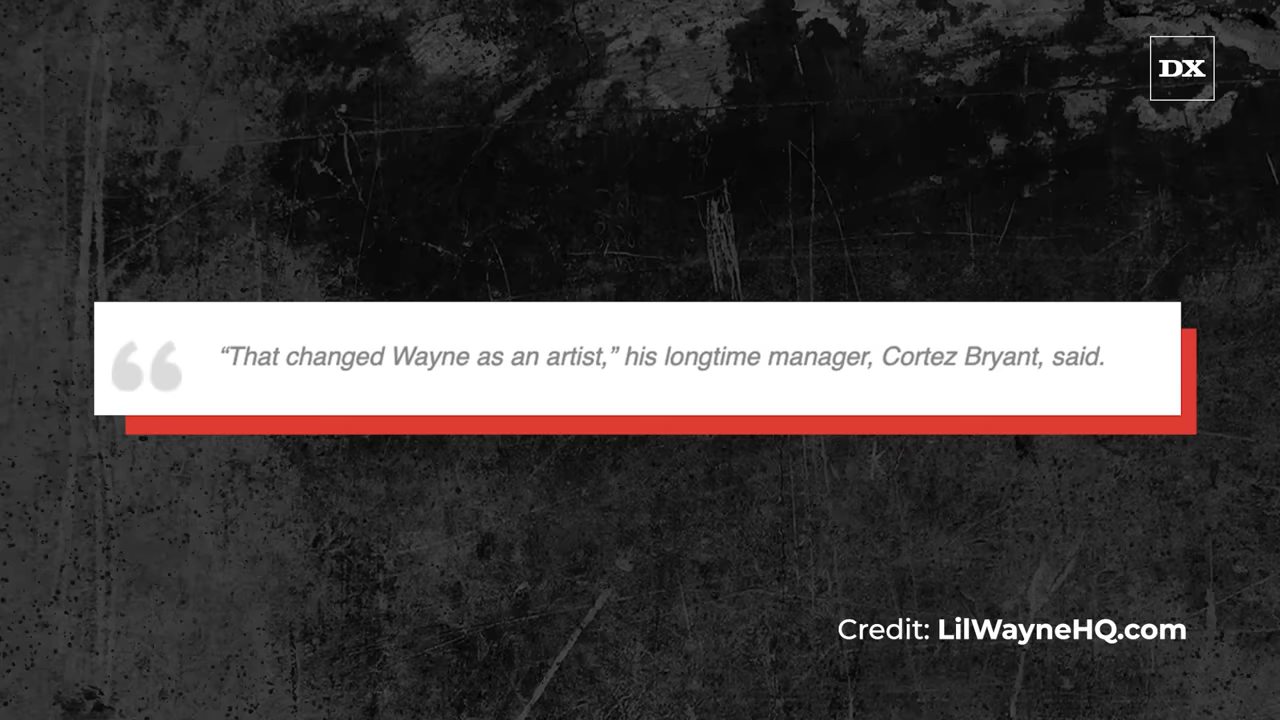 DX
“That changed Wayne as an artist,” his longtime manager, Cortez Bryant, said.
Credit: LilWayneHQ.com